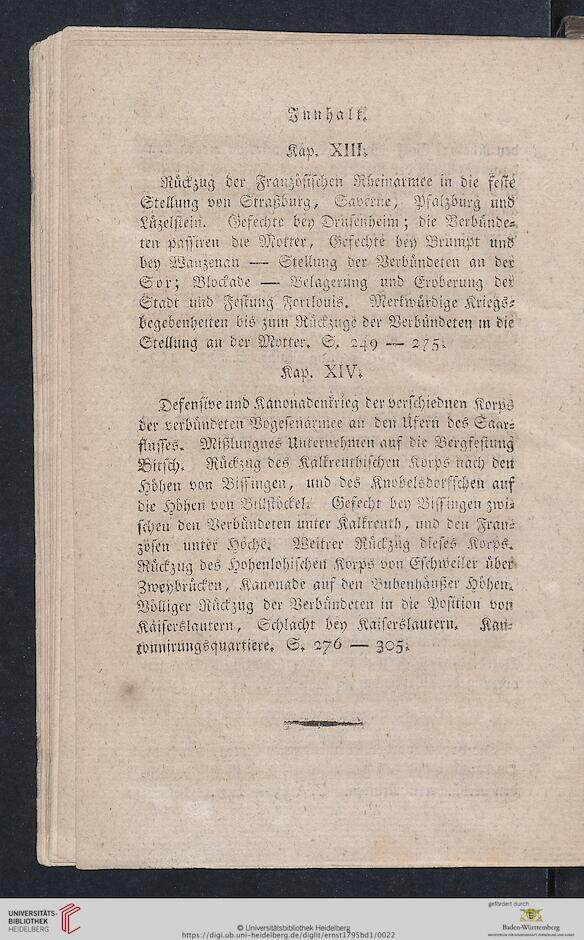 Innhalt.
Kap. XIII.
Rückzug der Französischen Rheinarmee in die feste
Stellung von Straßburg, Saverne, Pfalzburg und
Lüzelstein. Gefechte bey Drusenheim; die Verbünde-
ten passiren die Motter, Gefechte bey Brumpt und
bey Wanzenau — Stellung der Verbündeten an der
Sor; Blockade — Belagerung und Eroberung der
Stadt und Festung Fortlouis. Merkwürdige Kriegs-
begebenheiten bis zum Rückzuge der Verbündeten in die
Stellung an der Motter. S. 249 — 275.
Kap. XIV.
Defensive und Kanonadenkrieg der verschiednen Korps
der verbündeten Vogesenarmee an den Ufern des Saar-
flusses. Mißlungnes Unternehmen auf die Bergfestung
Bitsch. Rückzug des Kalkreuthischen Korps nach den
Höhen von Bissingen, und des Knobelsdorfschen auf
die Höhen von Billstöckel. Gefecht bey Bissingen zwi-
schen den Verbündeten unter Kalkreuth, und den Fran-
zosen unter Hoche. Weitrer Rückzug dieses Korps.
Rückzug des Hohenlohischen Korps von Eschweiler über
Zweybrücken, Kanonade auf den Bubenhäußer Höhen.
Völliger Rückzug der Verbündeten in die Position von
Kaiserslautern, Schlacht bey Kaiserslautern. Kan-
tonnirungsquartiere. S. 276 — 305.
UNIVERSITÄTS-
BIBLIOTHEK
HEIDELBERG
© Universitätsbibliothek Heidelberg
https://digi.ub.uni-heidelberg.de/diglit/ernst1795bd1/0022
gefördert durch
Baden-Württemberg